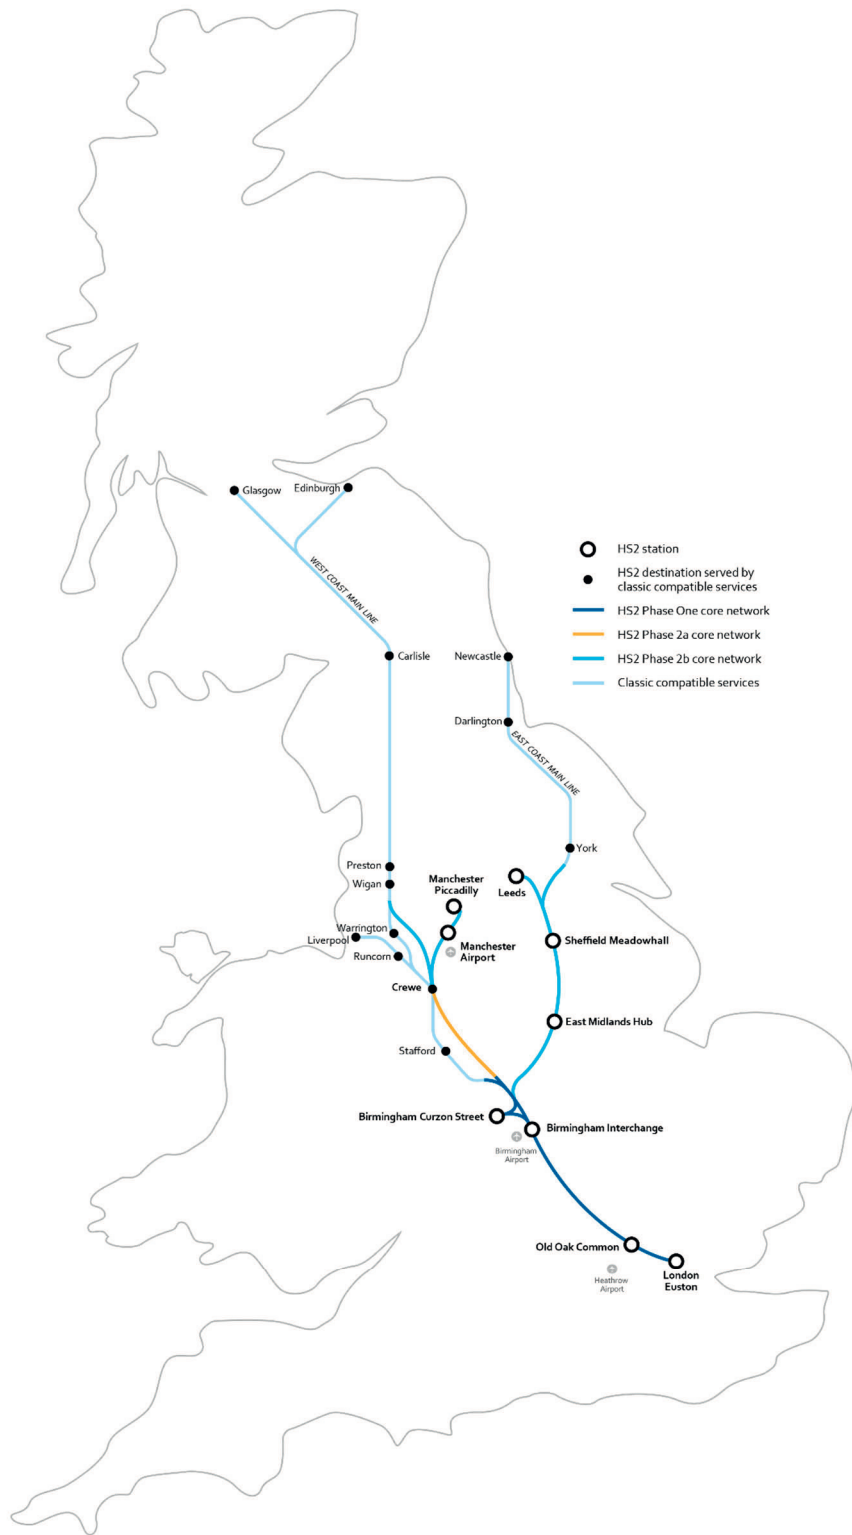 Glasgow
Edinburgh
WEST COAST MAIN LINE
HS2 station
HS2 destination served by
classic compatible services
HS2 Phase One core network
HS2 Phase 2a core network
HS2 Phase 2b core network
Classic compatible services
Carlisle
Newcastle
Darlington
EAST COAST MAIN LINE
York
Preston
Wigan
Manchester
Piccadilly
Leeds
Warrington
Liverpool
Runcorn
Manchester
Airport
Sheffield Meadowhall
Crewe
East Midlands Hub
Stafford
Birmingham Curzon Street
Birmingham Interchange
Birmingham
Airport
Old Oak Common
Heathrow
Airport
London
Euston